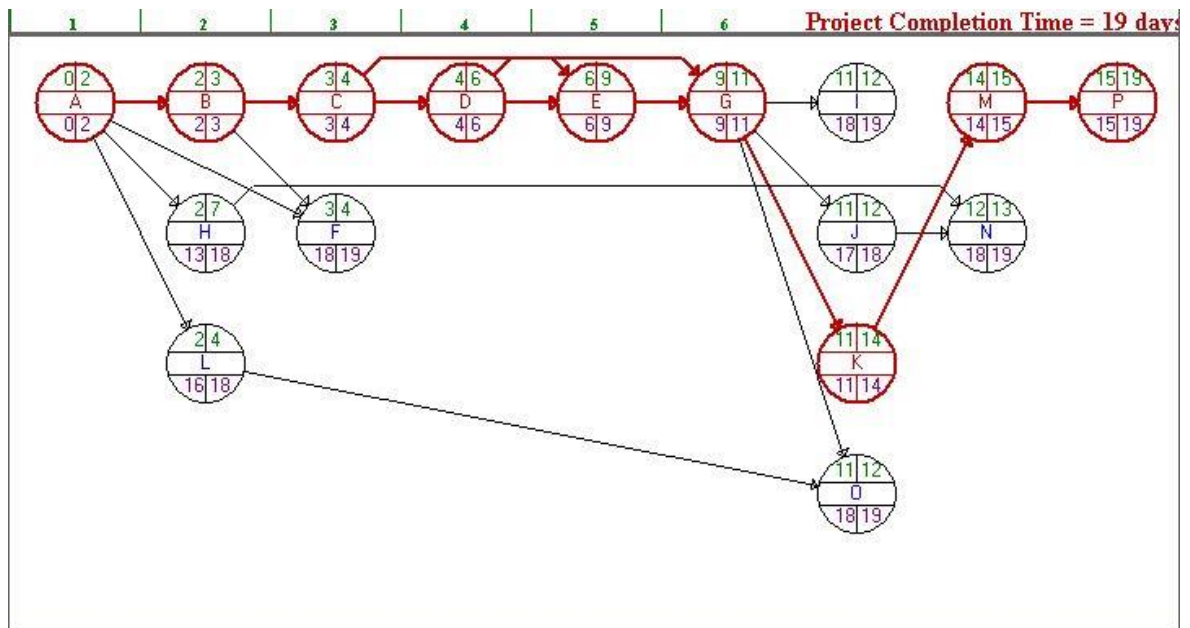 1 2 3 4 5 6 Project Completion Time = 19 days
0 2 2 3 3 4 4 6 6 9 9 11 11 12 14 15 15 19
A B C D E G I M P
0 2 2 3 3 4 4 6 6 9 9 11 18 19 14 15 15 19
2 7 3 4 11 12 12 13
H F J N
13 18 18 19 17 18 18 19
2 4 11 14
L K
16 18 11 14
11 12
O
18 19